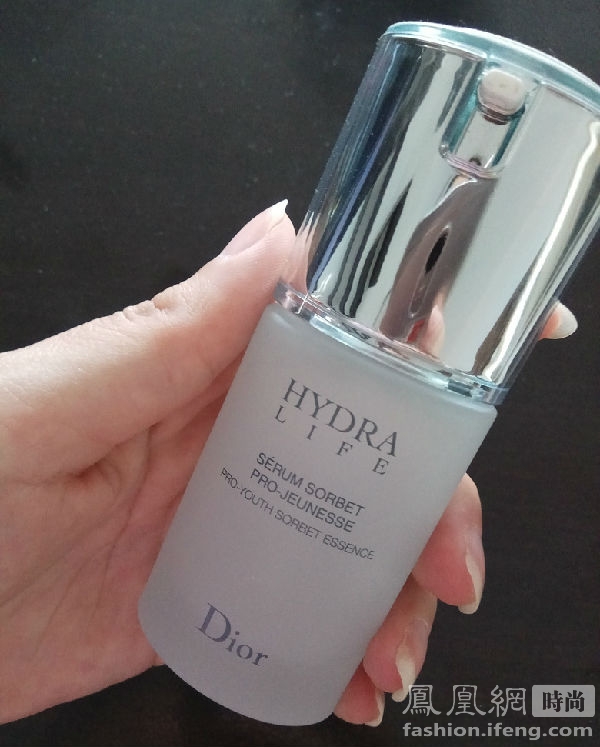 HYDRA
LIFE
SÉRUM SORBET
PRO-JEUNESSE
PRO-YOUTH SORBET ESSENCE
Dior
鳳凰網 時尚
fashion.ifeng.com